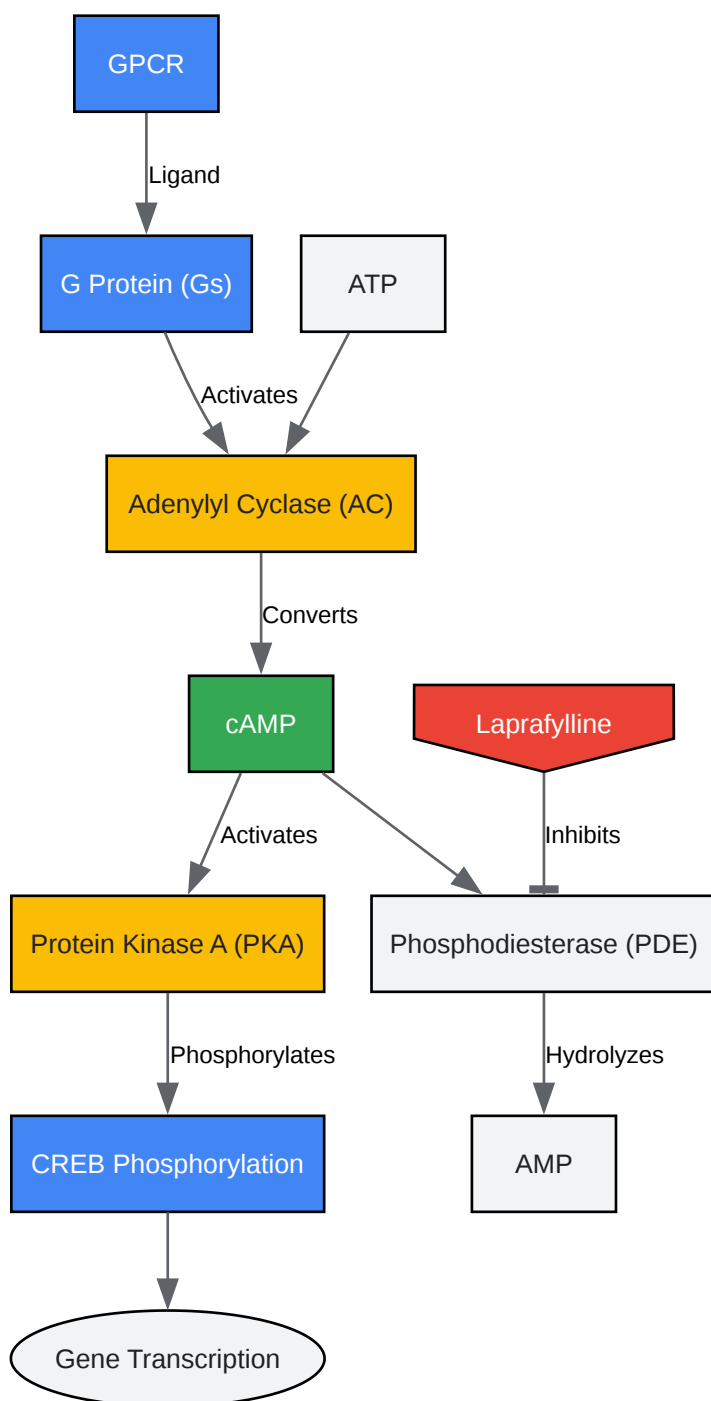 GPCR
Ligand
G Protein (Gs)
ATP
Activates
Adenylyl Cyclase (AC)
Converts
cAMP
Laprafylline
Activates
Inhibits
Protein Kinase A (PKA)
Phosphodiesterase (PDE)
Phosphorylates
Hydrolyzes
CREB Phosphorylation
AMP
Gene Transcription